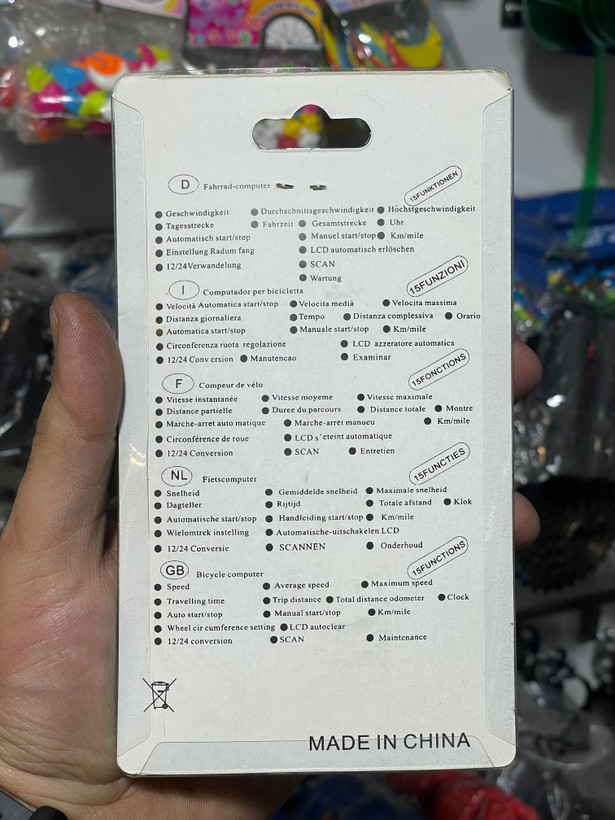 D Fahrrad-computer 15FUNKTIONEN
● Geschwindigkeit ● Durchschnittsgeschwindigkeit ● Höchstgeschwindigkeit
● Tagesstrecke ● Fahrzeit ● Gesamtstrecke ● Uhr
● Automatisch start/stop ● Manuel start/stop ● Km/mile
● Einstellung Radum fang ● LCD automatisch erlöschen
● 12/24Verwandelung ● SCAN
● Wartung
I Computador per bicicletta 15FUNZIONI
● Velocità Automatica start/stop ● Velocita medià ● Velocita massima
● Distanza giornaliera ● Tempo ● Distanza complessiva ● Orario
● Automatica start/stop ● Manuale start/stop ● Km/mile
● Circonferenza ruota regolazione ● LCD azzeratore automatica
● 12/24 Conversion ● Manutencao ● Examinar
F Compeur de vélo 15FONCTIONS
● Vitesse instantanée ● Vitesse moyeme ● Vitesse maximale
● Distance partielle ● Duree du parcours ● Distance totale ● Montre
● Marche-arret auto matique ● Marche-arrèt manueu ● Km/mile
● Circonférence de roue ● LCD s'eteint automatique
● 12/24 Conversion ● SCAN ● Entretien
NL Fietscomputer 15FUNCTIES
● Snelheid ● Gemiddelde snelheid ● Maximale snelheid
● Dagteller ● Rijtijd ● Totale afstand ● Klok
● Automatische start/stop ● Handleiding start/stop ● Km/mile
● Wielomtrek instelling ● Automatische-uitschakelen LCD
● 12/24 Conversie ● SCANNEN ● Onderhoud
GB Bicycle computer 15FUNCTIONS
● Speed ● Average speed ● Maximum speed
● Travelling time ● Trip distance ● Total distance odometer ● Clock
● Auto start/stop ● Manual start/stop ● Km/mile
● Wheel cir cumference setting ● LCD autoclear
● 12/24 conversion ● SCAN ● Maintenance
MADE IN CHINA